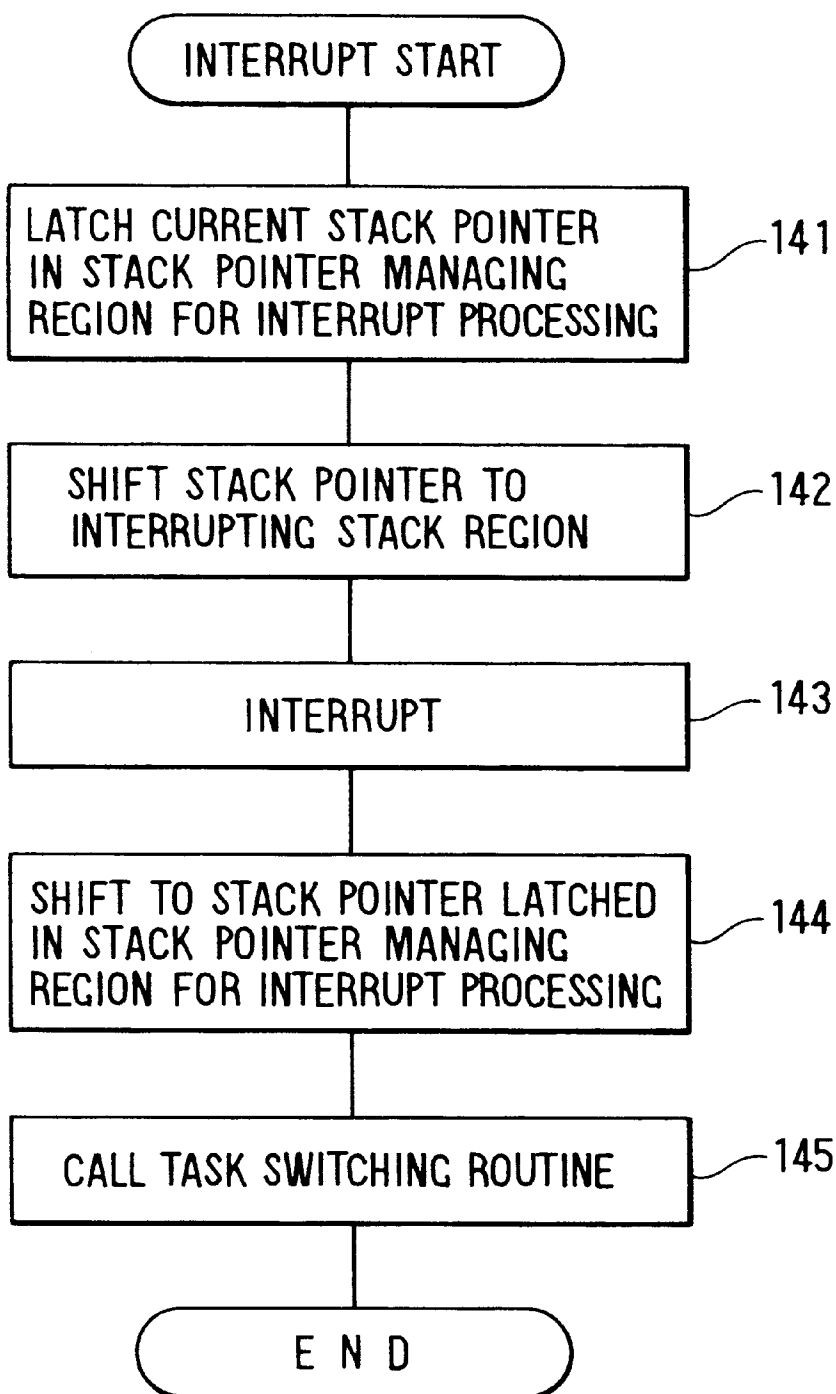 INTERRUPT START
LATCH CURRENT STACK POINTER
IN STACK POINTER MANAGING
REGION FOR INTERRUPT PROCESSING
141
SHIFT STACK POINTER TO
INTERRUPTING STACK REGION
142
INTERRUPT
143
SHIFT TO STACK POINTER LATCHED
IN STACK POINTER MANAGING
REGION FOR INTERRUPT PROCESSING
144
CALL TASK SWITCHING ROUTINE
145
E N D